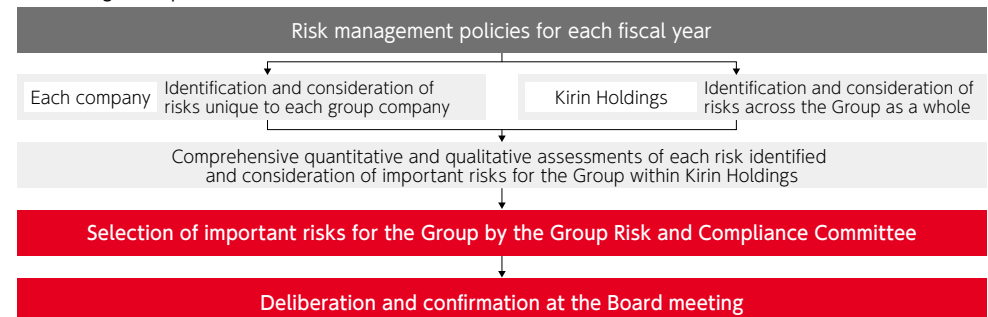 Risk management policies for each fiscal year
Each company
Identification and consideration of
risks unique to each group company
Kirin Holdings
Identification and consideration of
risks across the Group as a whole
Comprehensive quantitative and qualitative assessments of each risk identified
and consideration of important risks for the Group within Kirin Holdings
Selection of important risks for the Group by the Group Risk and Compliance Committee
Deliberation and confirmation at the Board meeting